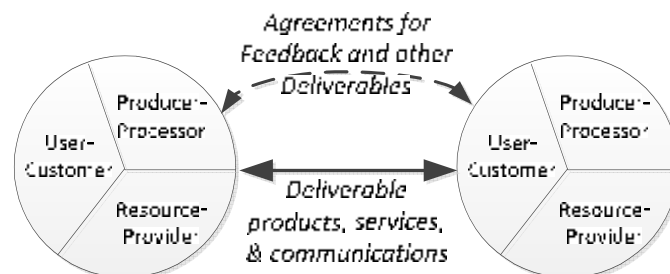 Agreements for
Feedback and other
Deliverables
Producer-
Processor
User-
Customer
Resource-
Provider
Deliverable
products, services,
& communications
Producer-
Processor
User-
Customer
Resource-
Provider